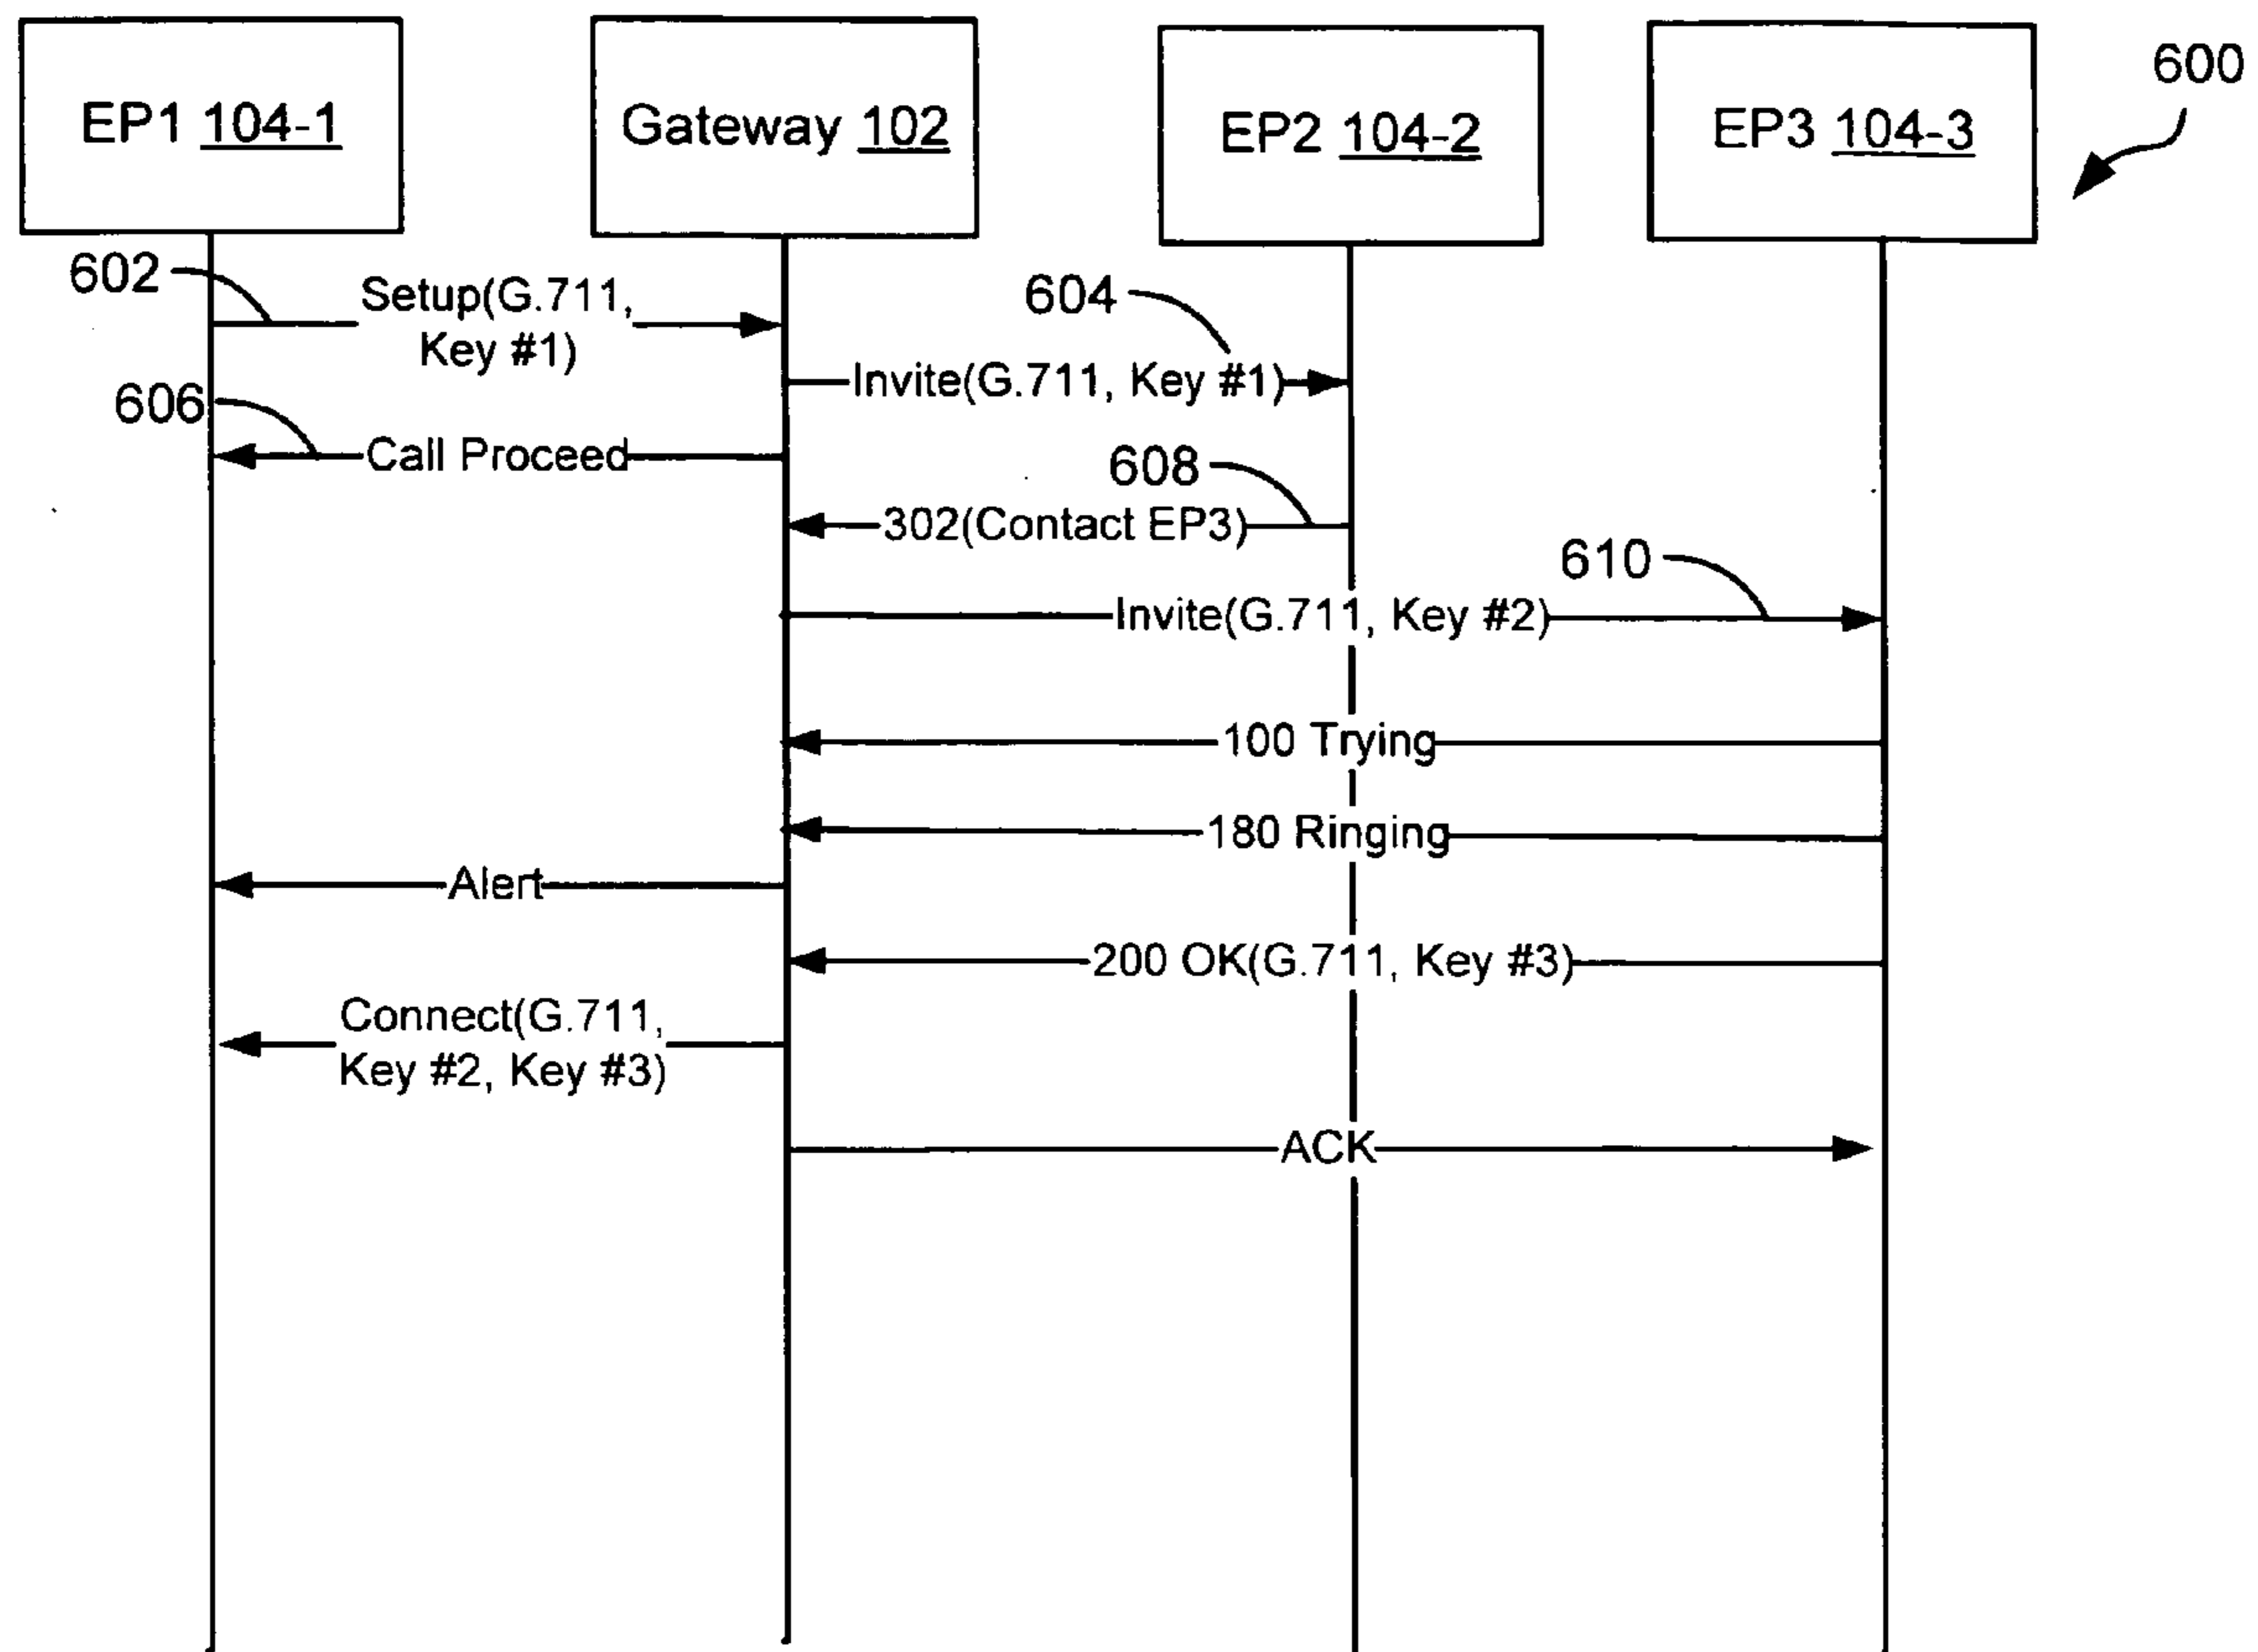 EP1 104-1
Gateway 102
EP2 104-2
EP3 104-3
600
602
Setup(G.711,
Key #1)
604
Invite(G.711, Key #1)
606
Call Proceed
608
302(Contact EP3)
610
Invite(G.711, Key #2)
100 Trying
180 Ringing
Alert
200 OK(G.711, Key #3)
Connect(G.711,
Key #2, Key #3)
ACK